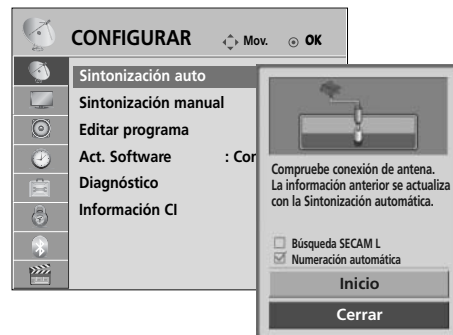 CONFIGURAR Mov. OK
Sintonización auto
Sintonización manual
Editar programa
Act. Software : Con
Diagnóstico
Información CI
Compruebe conexión de antena.
La información anterior se actualiza
con la Sintonización automática.
Búsqueda SECAM L
Numeración automática
Inicio
Cerrar